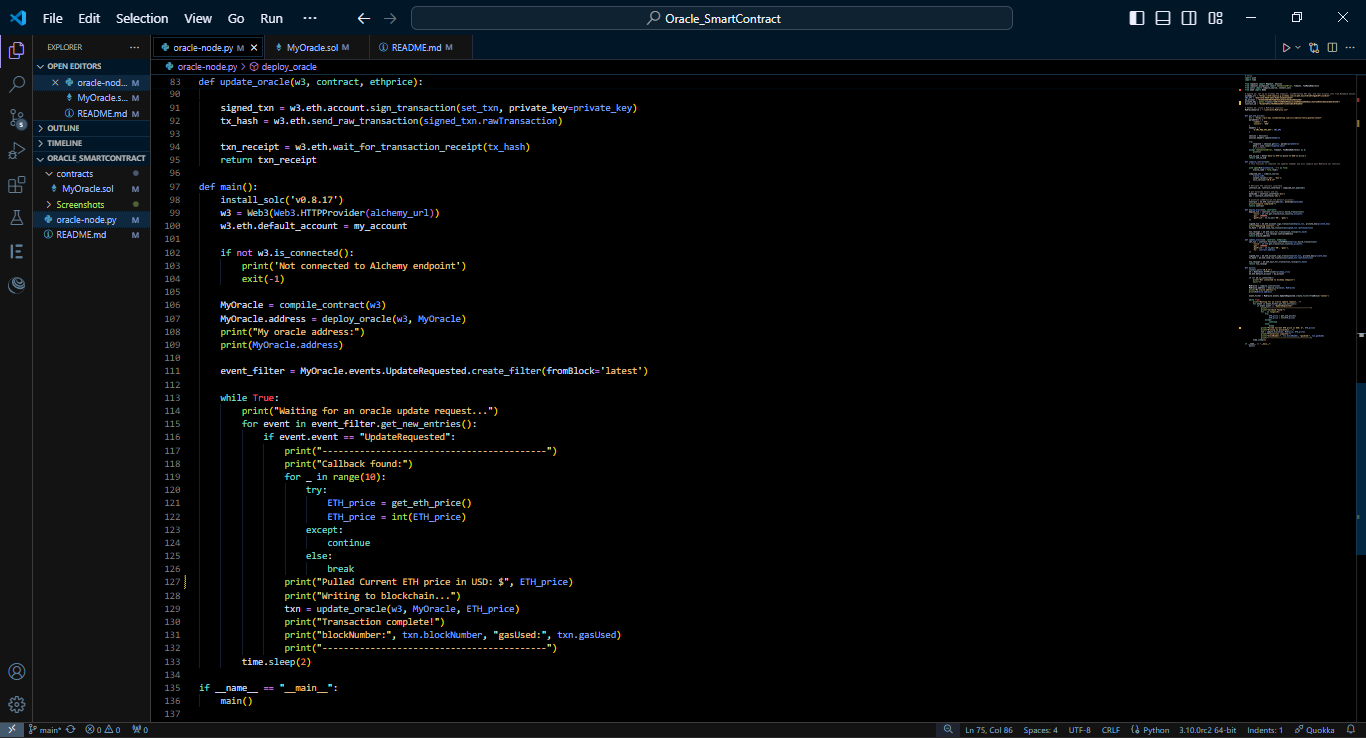 File Edit Selection View Go Run ··· Oracle_SmartContract
EXPLORER
OPEN EDITORS
oracle-nod... M
MyOracle.s... M
README.md M
OUTLINE
TIMELINE
ORACLE_SMARTCONTRACT
contracts
MyOracle.sol M
Screenshots
oracle-node.py M
README.md M
oracle-node.py M MyOracle.sol M README.md M
oracle-node.py > deploy_oracle
83 def update_oracle(w3, contract, ethprice):
90
91 signed_txn = w3.eth.account.sign_transaction(set_txn, private_key=private_key)
92 tx_hash = w3.eth.send_raw_transaction(signed_txn.rawTransaction)
93
94 txn_receipt = w3.eth.wait_for_transaction_receipt(tx_hash)
95 return txn_receipt
96
97 def main():
98 install_solc('v0.8.17')
99 w3 = Web3(Web3.HTTPProvider(alchemy_url))
100 w3.eth.default_account = my_account
101
102 if not w3.is_connected():
103 print('Not connected to Alchemy endpoint')
104 exit(-1)
105
106 MyOracle = compile_contract(w3)
107 MyOracle.address = deploy_oracle(w3, MyOracle)
108 print("My oracle address:")
109 print(MyOracle.address)
110
111 event_filter = MyOracle.events.UpdateRequested.create_filter(fromBlock='latest')
112
113 while True:
114 print("Waiting for an oracle update request...")
115 for event in event_filter.get_new_entries():
116 if event.event == "UpdateRequested":
117 print("------------------------------------------")
118 print("Callback found:")
119 for _ in range(10):
120 try:
121 ETH_price = get_eth_price()
122 ETH_price = int(ETH_price)
123 except:
124 continue
125 else:
126 break
127 print("Pulled Current ETH price in USD: $", ETH_price)
128 print("Writing to blockchain...")
129 txn = update_oracle(w3, MyOracle, ETH_price)
130 print("Transaction complete!")
131 print("blockNumber:", txn.blockNumber, "gasUsed:", txn.gasUsed)
132 print("------------------------------------------")
133 time.sleep(2)
134
135 if __name__ == "__main__":
136 main()
137
main* 0 0 0 Ln 75, Col 86 Spaces: 4 UTF-8 CRLF Python 3.10.0rc2 64-bit Indents: 1 Quokka